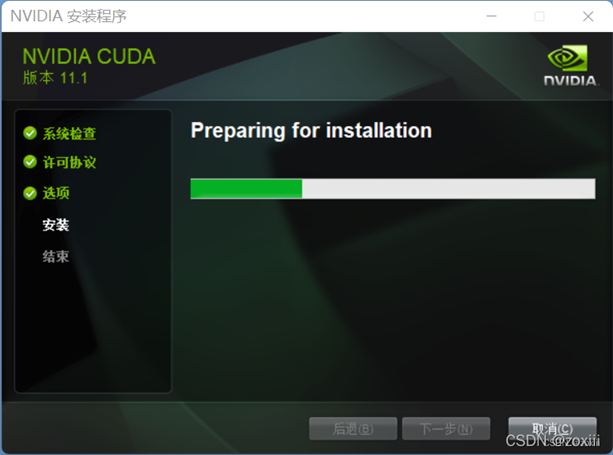 NVIDIA 安装程序
NVIDIA CUDA
版本 11.1
NVIDIA.
系统检查
许可协议
选项
安装
结束
Preparing for installation
后退(B)
下一步(N)
取消(C)
CSDN @zoxiii